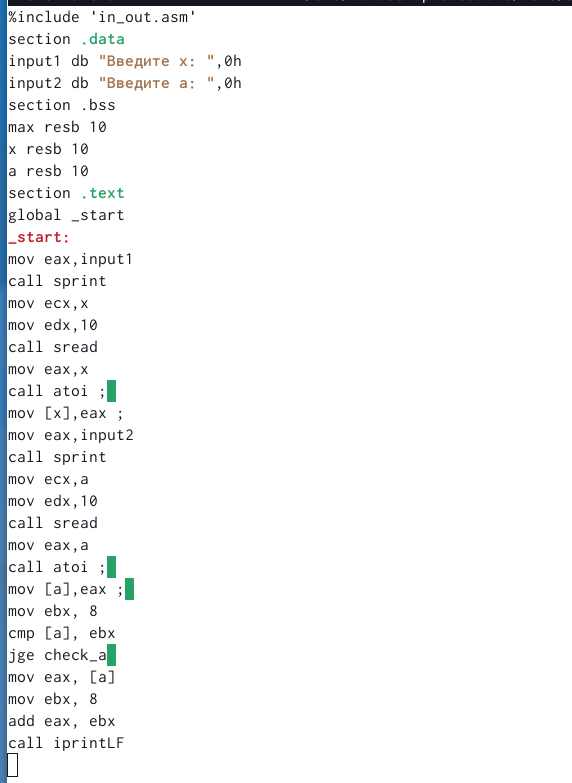 %include 'in_out.asm'
section .data
input1 db "Введите x: ",0h
input2 db "Введите a: ",0h
section .bss
max resb 10
x resb 10
a resb 10
section .text
global _start
_start:
mov eax,input1
call sprint
mov ecx,x
mov edx,10
call sread
mov eax,x
call atoi ;
mov [x],eax ;
mov eax,input2
call sprint
mov ecx,a
mov edx,10
call sread
mov eax,a
call atoi ;
mov [a],eax ;
mov ebx, 8
cmp [a], ebx
jge check_a
mov eax, [a]
mov ebx, 8
add eax, ebx
call iprintLF